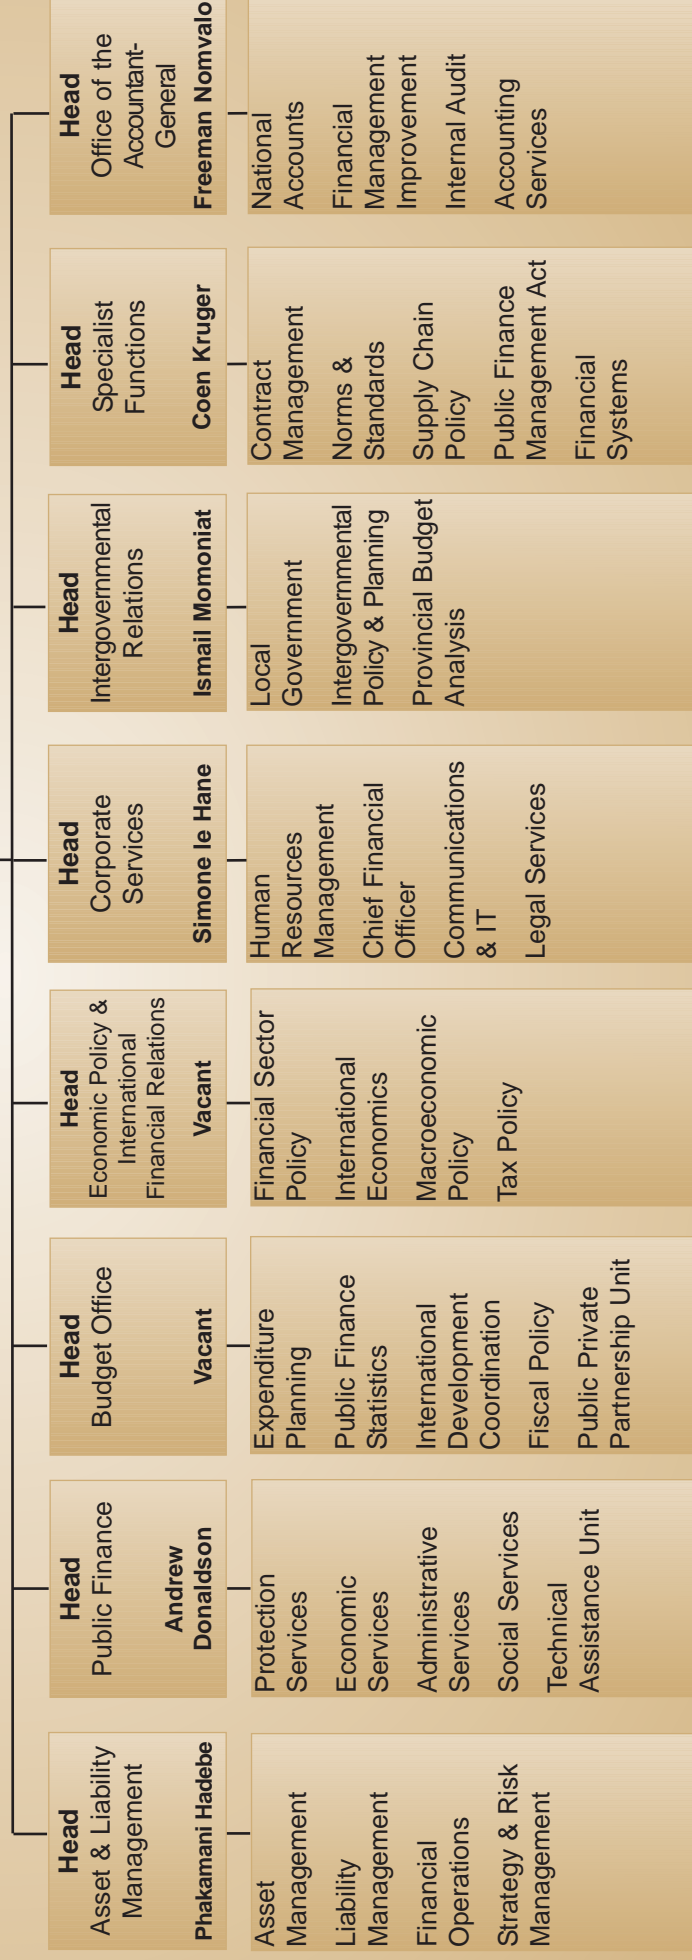 Head
Asset & Liability
Management
Phakamani Hadebe
Asset
Management
Liability
Management
Financial
Operations
Strategy & Risk
Management
Head
Public Finance
Andrew
Donaldson
Protection
Services
Economic
Services
Administrative
Services
Social Services
Technical
Assistance Unit
Head
Budget Office
Vacant
Expenditure
Planning
Public Finance
Statistics
International
Development
Coordination
Fiscal Policy
Public Private
Partnership Unit
Head
Economic Policy &
International
Financial Relations
Vacant
Financial Sector
Policy
International
Economics
Macroeconomic
Policy
Tax Policy
Head
Corporate
Services
Simone le Hane
Human
Resources
Management
Chief Financial
Officer
Communications
& IT
Legal Services
Head
Intergovernmental
Relations
Ismail Momoniat
Local
Government
Intergovernmental
Policy & Planning
Provincial Budget
Analysis
Head
Specialist
Functions
Coen Kruger
Contract
Management
Norms &
Standards
Supply Chain
Policy
Public Finance
Management Act
Financial
Systems
Head
Office of the
Accountant-
General
Freeman Nomvalo
National
Accounts
Financial
Management
Improvement
Internal Audit
Accounting
Services